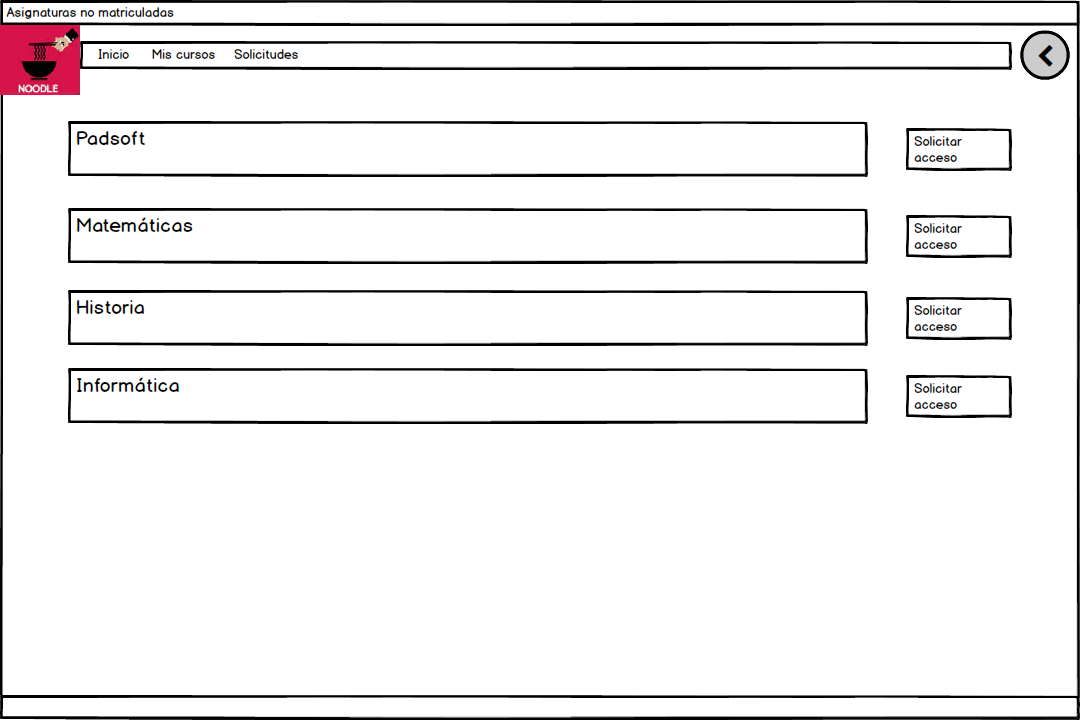 Asignaturas no matriculadas
NOODLE
Inicio Mis cursos Solicitudes
Padsoft
Solicitar
acceso
Matemáticas
Solicitar
acceso
Historia
Solicitar
acceso
Informática
Solicitar
acceso